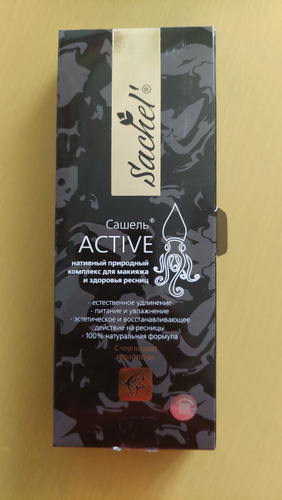 Sachel'®
Сашель®
ACTIVE
нативный природный
комплекс для макияжа
и здоровья ресниц
- естественное удлинение
- питание и увлажнение
- эстетическое и восстанавливающее
действие на ресницы
- 100% натуральная формула